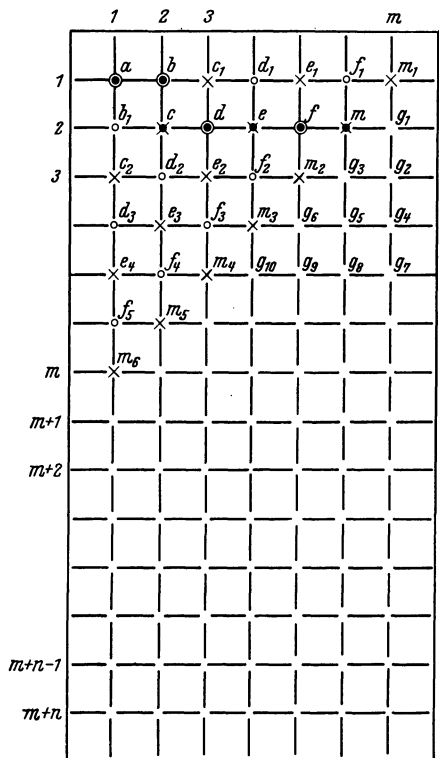 1 2 3 m
1 a b c₁ d₁ e₁ f₁ m₁
2 b₁ c d e f m g₁
3 c₂ d₂ e₂ f₂ m₂ g₃ g₂
d₃ e₃ f₃ m₃ g₆ g₅ g₄
e₄ f₄ m₄ g₁₀ g₉ g₈ g₇
f₅ m₅
m m₆
m+1
m+2
m+n-1
m+n